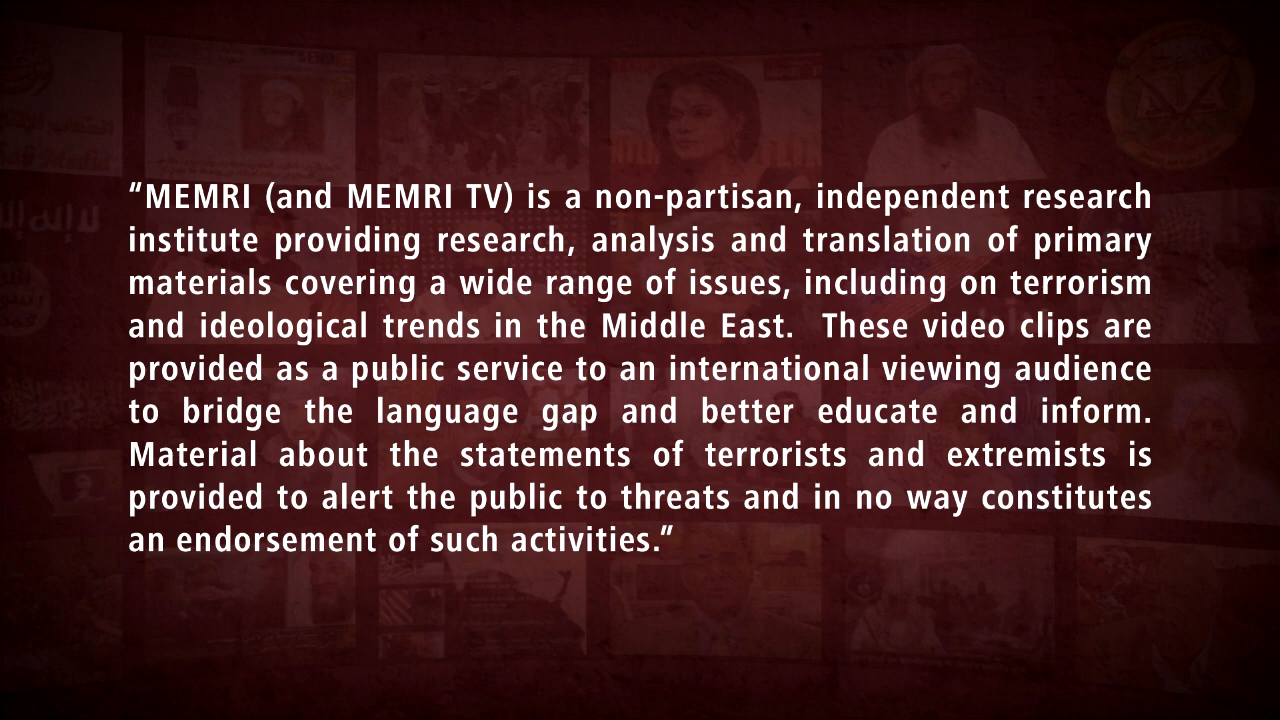 “MEMRI (and MEMRI TV) is a non-partisan, independent research
institute providing research, analysis and translation of primary
materials covering a wide range of issues, including on terrorism
and ideological trends in the Middle East. These video clips are
provided as a public service to an international viewing audience
to bridge the language gap and better educate and inform.
Material about the statements of terrorists and extremists is
provided to alert the public to threats and in no way constitutes
an endorsement of such activities.”